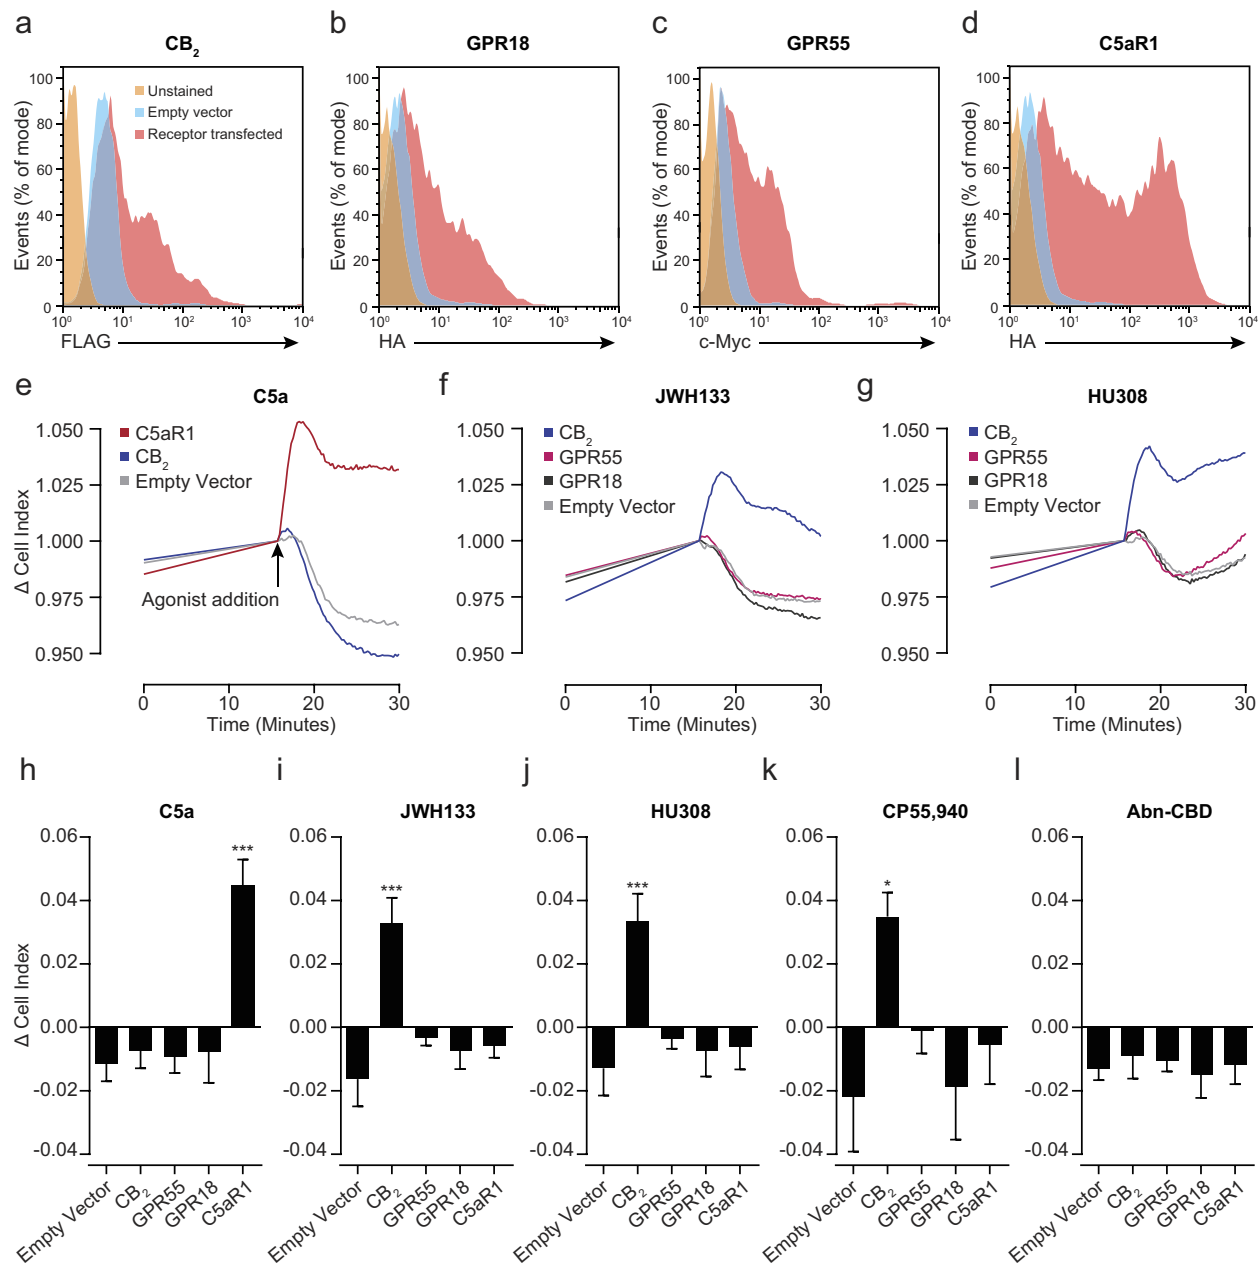 a b c d
CB2 GPR18 GPR55 C5aR1
Events (% of mode) Events (% of mode) Events (% of mode) Events (% of mode)
100 100 100 100
Unstained
Empty vector
Receptor transfected
80 80 80 80
60 60 60 60
40 40 40 40
20 20 20 20
0 0 0 0
10⁰ 10¹ 10² 10³ 10⁴ 10⁰ 10¹ 10² 10³ 10⁴ 10⁰ 10¹ 10² 10³ 10⁴ 10⁰ 10¹ 10² 10³ 10⁴
FLAG HA c-Myc HA
e f g
C5a JWH133 HU308
Δ Cell Index
1.050 1.050 1.050
1.025 1.025 1.025
1.000 1.000 1.000
0.975 0.975 0.975
0.950 0.950 0.950
C5aR1
CB2
Empty Vector
Agonist addition
CB2
GPR55
GPR18
Empty Vector
CB2
GPR55
GPR18
Empty Vector
0 10 20 30 0 10 20 30 0 10 20 30
Time (Minutes) Time (Minutes) Time (Minutes)
h i j k l
C5a JWH133 HU308 CP55,940 Abn-CBD
Δ Cell Index
0.06 0.06 0.06 0.06 0.06
*** *** *** *
0.04 0.04 0.04 0.04 0.04
0.02 0.02 0.02 0.02 0.02
0.00 0.00 0.00 0.00 0.00
-0.02 -0.02 -0.02 -0.02 -0.02
-0.04 -0.04 -0.04 -0.04 -0.04
Empty Vector CB2 GPR55 GPR18 C5aR1
Empty Vector CB2 GPR55 GPR18 C5aR1
Empty Vector CB2 GPR55 GPR18 C5aR1
Empty Vector CB2 GPR55 GPR18 C5aR1
Empty Vector CB2 GPR55 GPR18 C5aR1